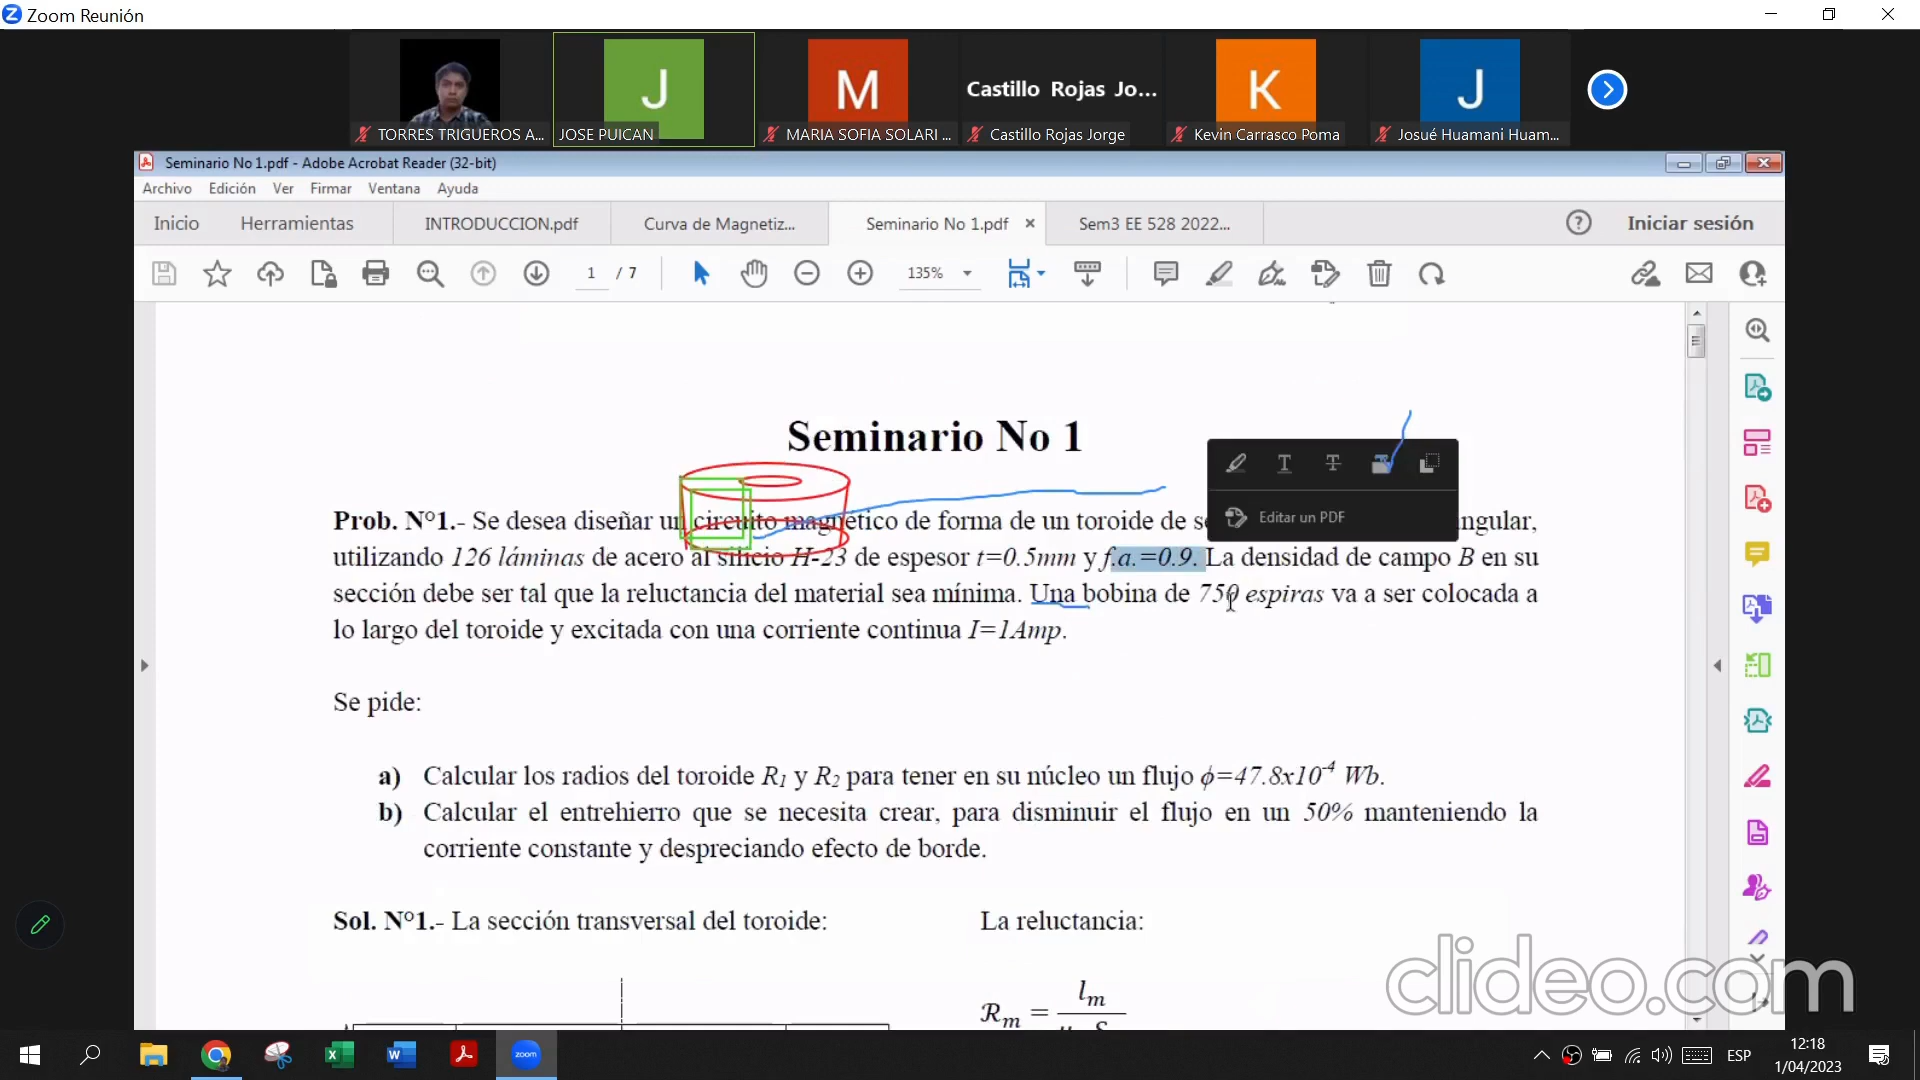 Zoom Reunión
J
M
Castillo Rojas Jo...
K
J
TORRES TRIGUEROS A...
JOSE PUICAN
MARIA SOFIA SOLARI ...
Castillo Rojas Jorge
Kevin Carrasco Poma
Josué Huamani Huam...
Seminario No 1.pdf - Adobe Acrobat Reader (32-bit)
Archivo Edición Ver Firmar Ventana Ayuda
Inicio Herramientas INTRODUCCION.pdf Curva de Magnetiz... Seminario No 1.pdf × Sem3 EE 528 2022... Iniciar sesión
1 / 7 135%
Seminario No 1
Editar un PDF
Prob. N°1.- Se desea diseñar un circuito magnético de forma de un toroide de ngular,
utilizando 126 láminas de acero al silicio H-23 de espesor t=0.5mm y f.a.=0.9. La densidad de campo B en su
sección debe ser tal que la reluctancia del material sea mínima. Una bobina de 750 espiras va a ser colocada a
lo largo del toroide y excitada con una corriente continua I=1Amp.
Se pide:
a) Calcular los radios del toroide R1 y R2 para tener en su núcleo un flujo ϕ=47.8x10⁻⁴ Wb.
b) Calcular el entrehierro que se necesita crear, para disminuir el flujo en un 50% manteniendo la
corriente constante y despreciando efecto de borde.
Sol. N°1.- La sección transversal del toroide: La reluctancia:
ℛm = lm
clideo.com
zoom
ESP
12:18
1/04/2023